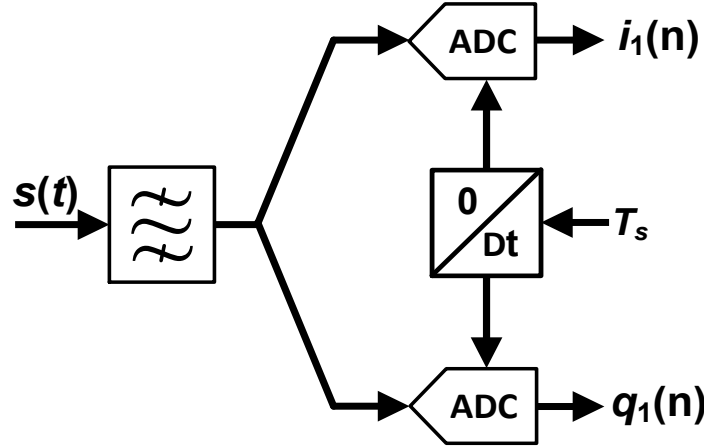 ADC
i₁(n)
s(t)
0
Dt
Tₛ
ADC
q₁(n)